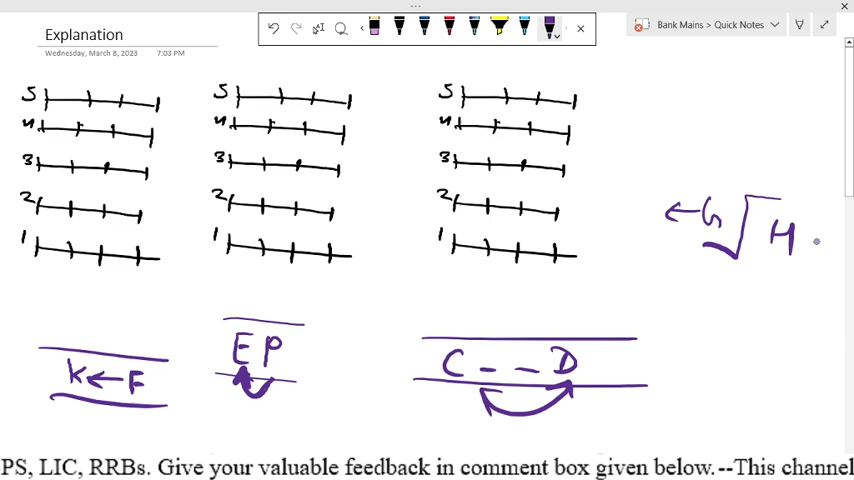 Explanation
Wednesday, March 8, 2023 7:03 PM
Bank Mains > Quick Notes
5 5 5
4 4 4
3 3 3
2 2 2
1 1 1
← G H
K ← F
E P
C _ _ D
PS, LIC, RRBs. Give your valuable feedback in comment box given below.--This channel